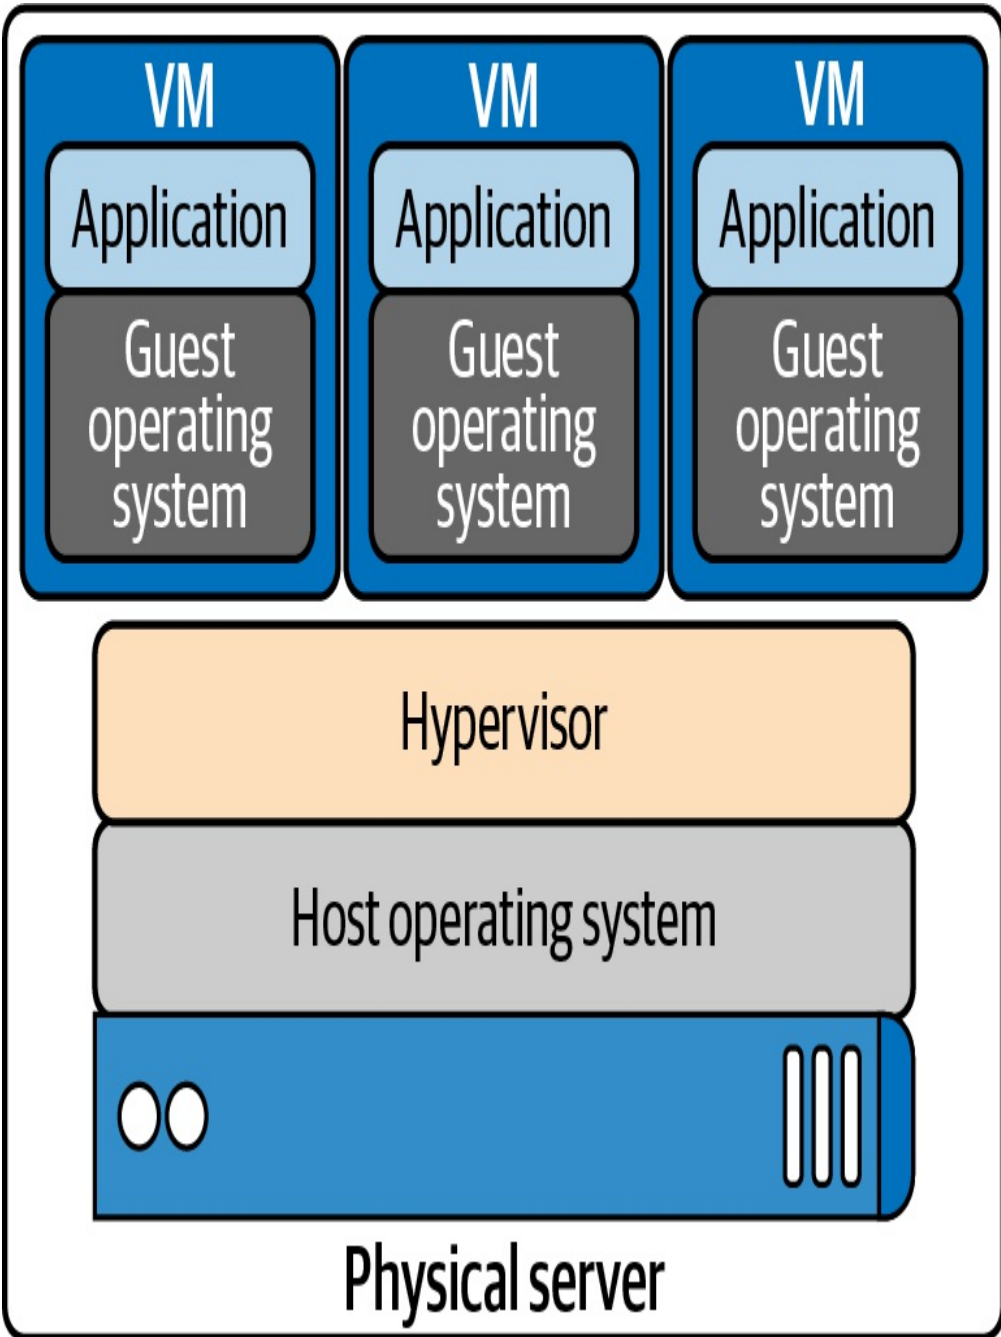 VM
Application
Guest
operating
system
VM
Application
Guest
operating
system
VM
Application
Guest
operating
system
Hypervisor
Host operating system
Physical server